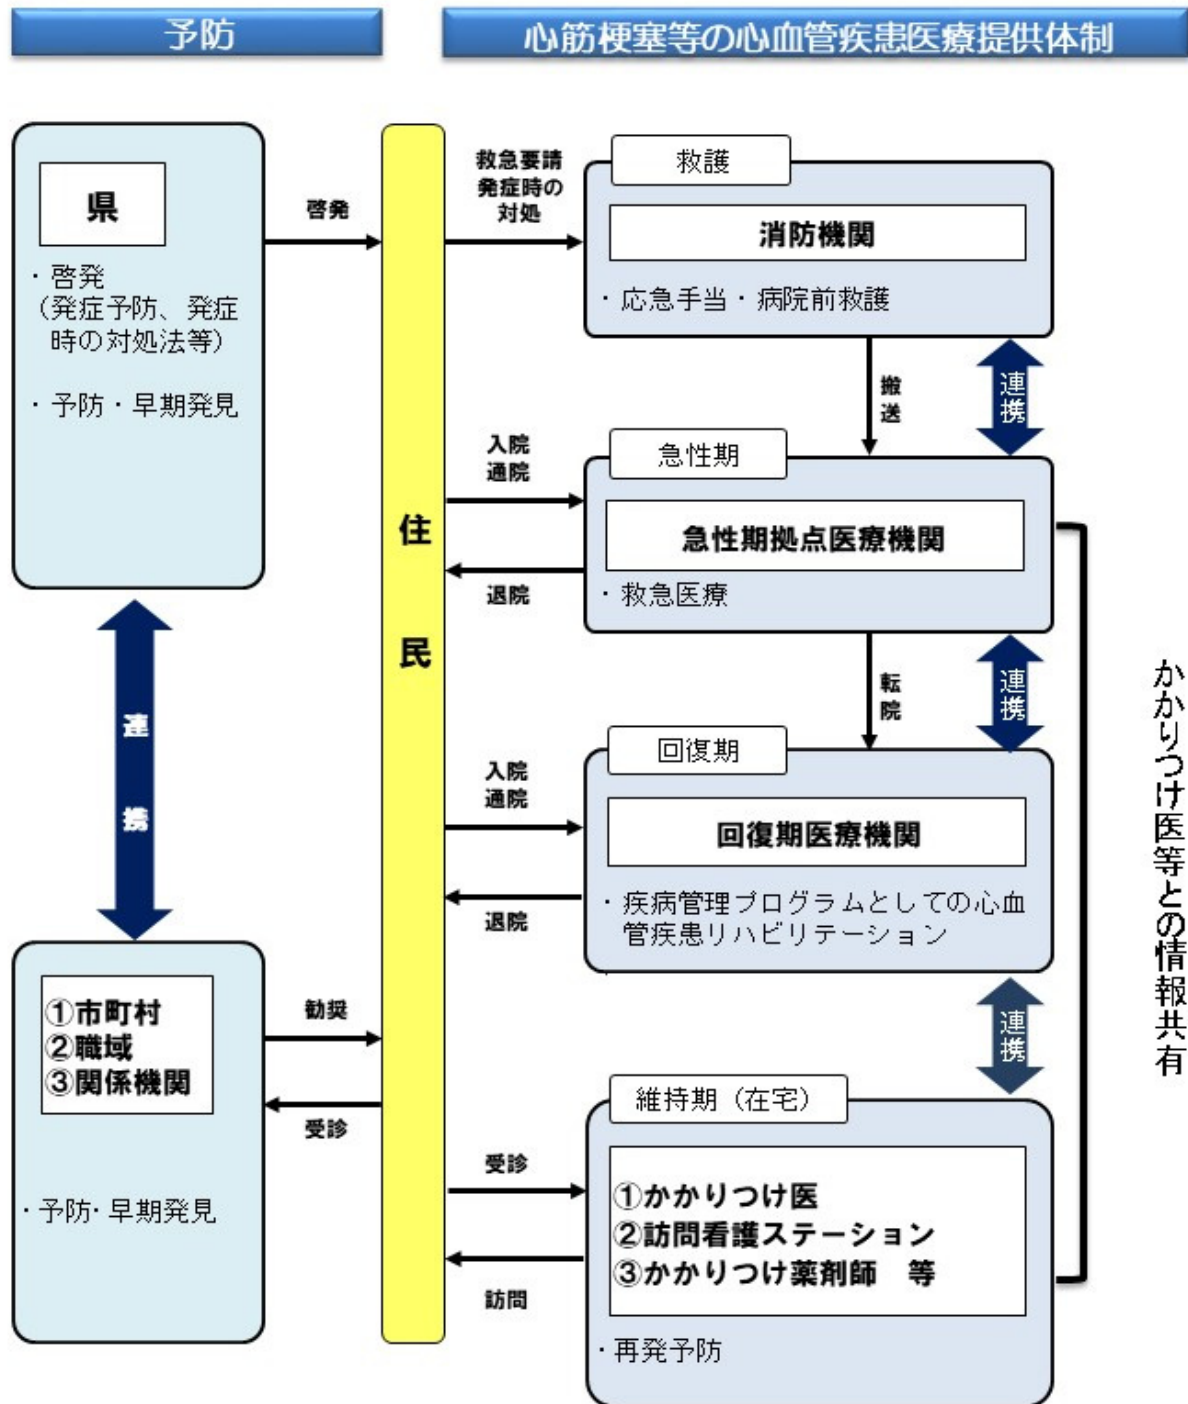 予防
心筋梗塞等の心血管疾患医療提供体制
県
・啓発
（発症予防、発症
時の対処法等）
・予防・早期発見
連
携
①市町村
②職域
③関係機関
・予防・早期発見
啓発
勧奨
受診
住
民
救急要請
発症時の
対処
救護
消防機関
・応急手当・病院前救護
搬
送
連
携
入院
通院
退院
急性期
急性期拠点医療機関
・救急医療
転
院
連
携
入院
通院
退院
回復期
回復期医療機関
・疾病管理プログラムとしての心血
管疾患リハビリテーション
連
携
受診
訪問
維持期（在宅）
①かかりつけ医
②訪問看護ステーション
③かかりつけ薬剤師　等
・再発予防
かかりつけ医等との情報共有